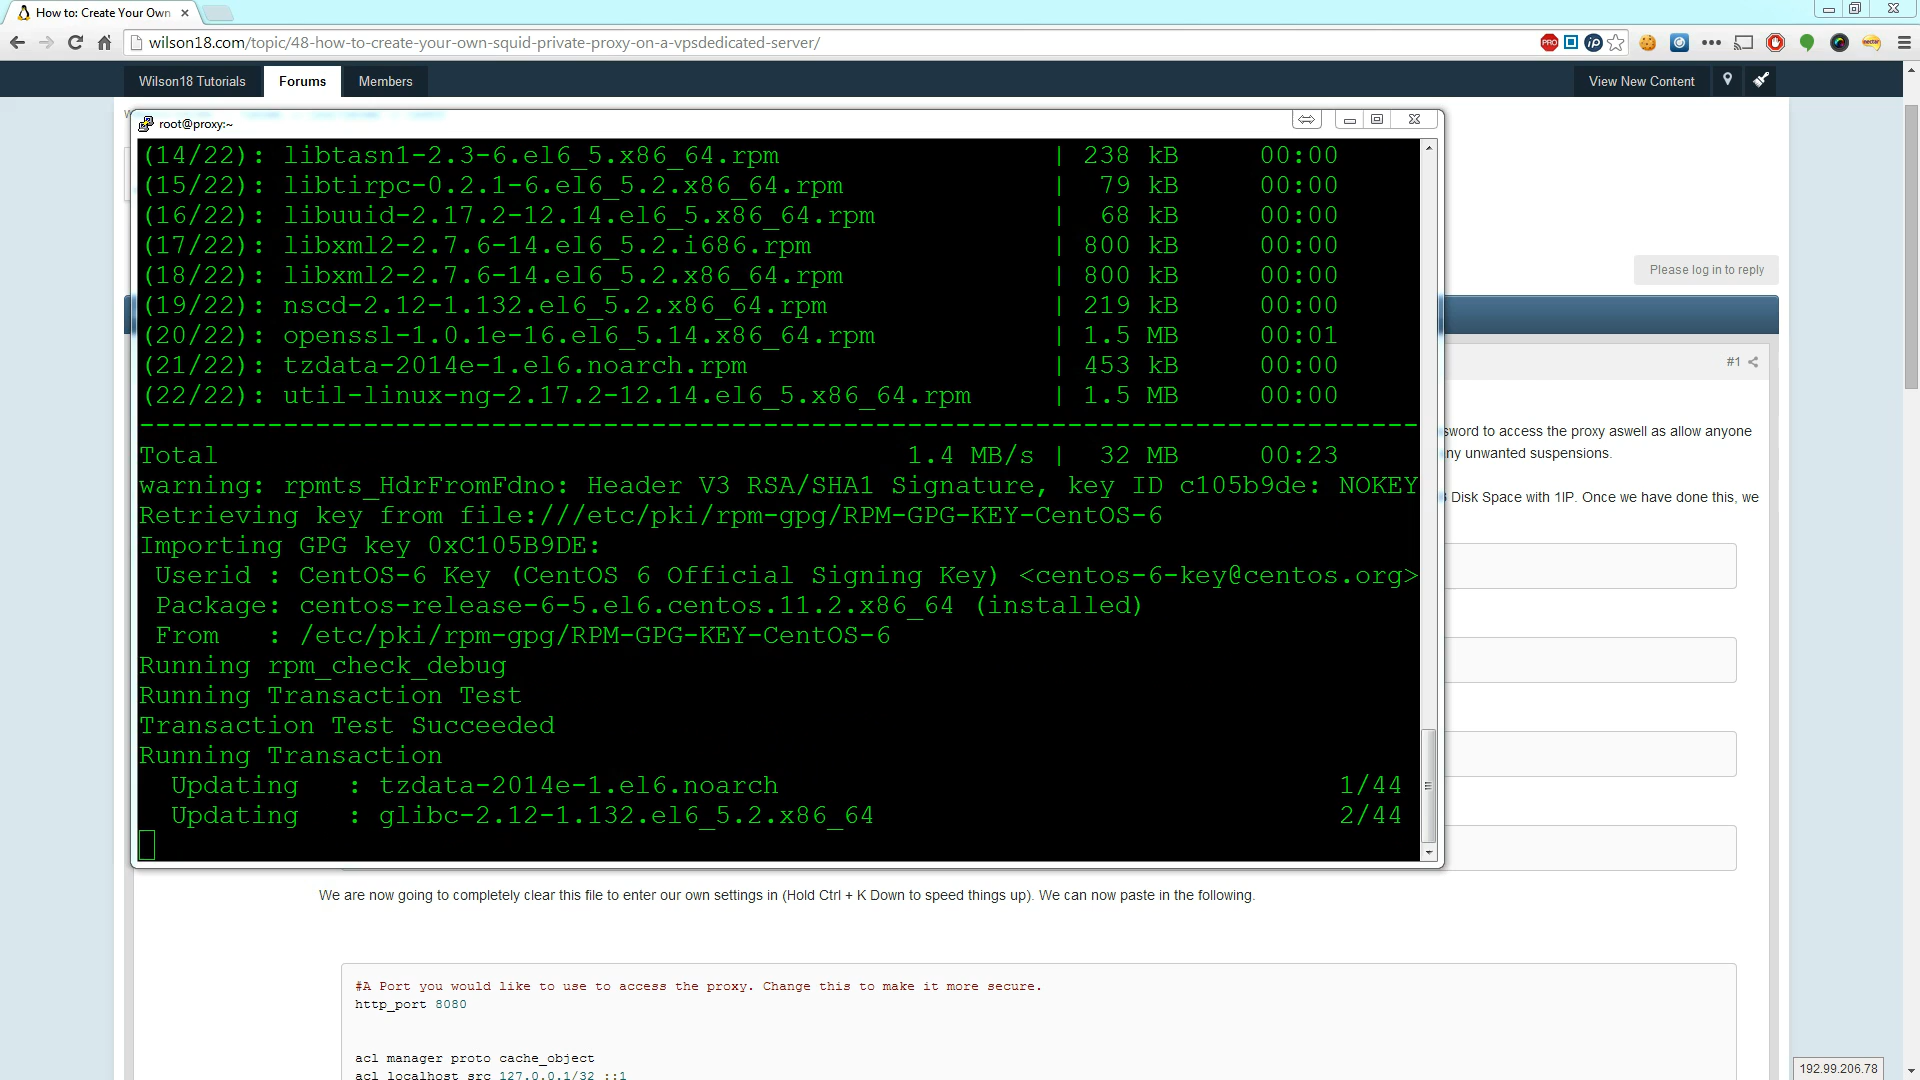 How to: Create Your Own
wilson18.com/topic/48-how-to-create-your-own-squid-private-proxy-on-a-vpsdedicated-server/
PRO
Wilson18 Tutorials
Forums
Members
View New Content
root@proxy:~
(14/22): libtasn1-2.3-6.el6_5.x86_64.rpm | 238 kB 00:00
(15/22): libtirpc-0.2.1-6.el6_5.2.x86_64.rpm | 79 kB 00:00
(16/22): libuuid-2.17.2-12.14.el6_5.x86_64.rpm | 68 kB 00:00
(17/22): libxml2-2.7.6-14.el6_5.2.i686.rpm | 800 kB 00:00
(18/22): libxml2-2.7.6-14.el6_5.2.x86_64.rpm | 800 kB 00:00
(19/22): nscd-2.12-1.132.el6_5.2.x86_64.rpm | 219 kB 00:00
(20/22): openssl-1.0.1e-16.el6_5.14.x86_64.rpm | 1.5 MB 00:01
(21/22): tzdata-2014e-1.el6.noarch.rpm | 453 kB 00:00
(22/22): util-linux-ng-2.17.2-12.14.el6_5.x86_64.rpm | 1.5 MB 00:00
--------------------------------------------------------------------------------
Total 1.4 MB/s | 32 MB 00:23
warning: rpmts_HdrFromFdno: Header V3 RSA/SHA1 Signature, key ID c105b9de: NOKEY
Retrieving key from file:///etc/pki/rpm-gpg/RPM-GPG-KEY-CentOS-6
Importing GPG key 0xC105B9DE:
Userid : CentOS-6 Key (CentOS 6 Official Signing Key) <centos-6-key@centos.org>
Package: centos-release-6-5.el6.centos.11.2.x86_64 (installed)
From : /etc/pki/rpm-gpg/RPM-GPG-KEY-CentOS-6
Running rpm_check_debug
Running Transaction Test
Transaction Test Succeeded
Running Transaction
Updating : tzdata-2014e-1.el6.noarch 1/44
Updating : glibc-2.12-1.132.el6_5.2.x86_64 2/44
Please log in to reply
#1
sword to access the proxy aswell as allow anyone
ny unwanted suspensions.
Disk Space with 1IP. Once we have done this, we
We are now going to completely clear this file to enter our own settings in (Hold Ctrl + K Down to speed things up). We can now paste in the following.
#A Port you would like to use to access the proxy. Change this to make it more secure.
http_port 8080
acl manager proto cache_object
acl localhost src 127.0.0.1/32 ::1
192.99.206.78